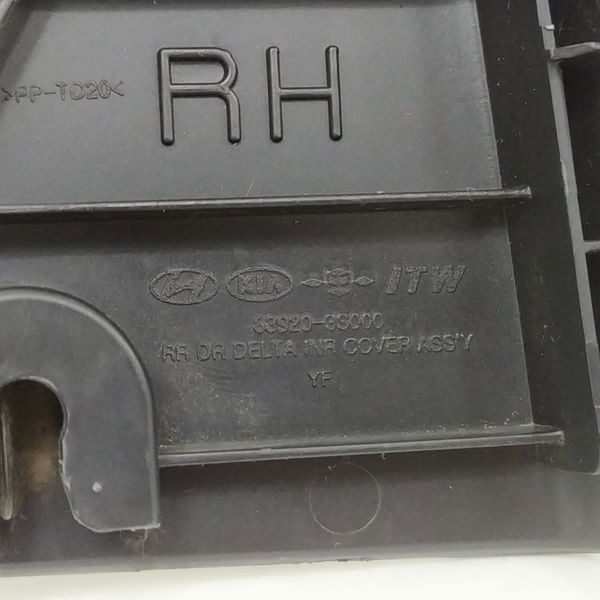 RH
>PP-TD20<
KIA ITW
83920-3S000
RR DR DELTA INR COVER ASS'Y
YF